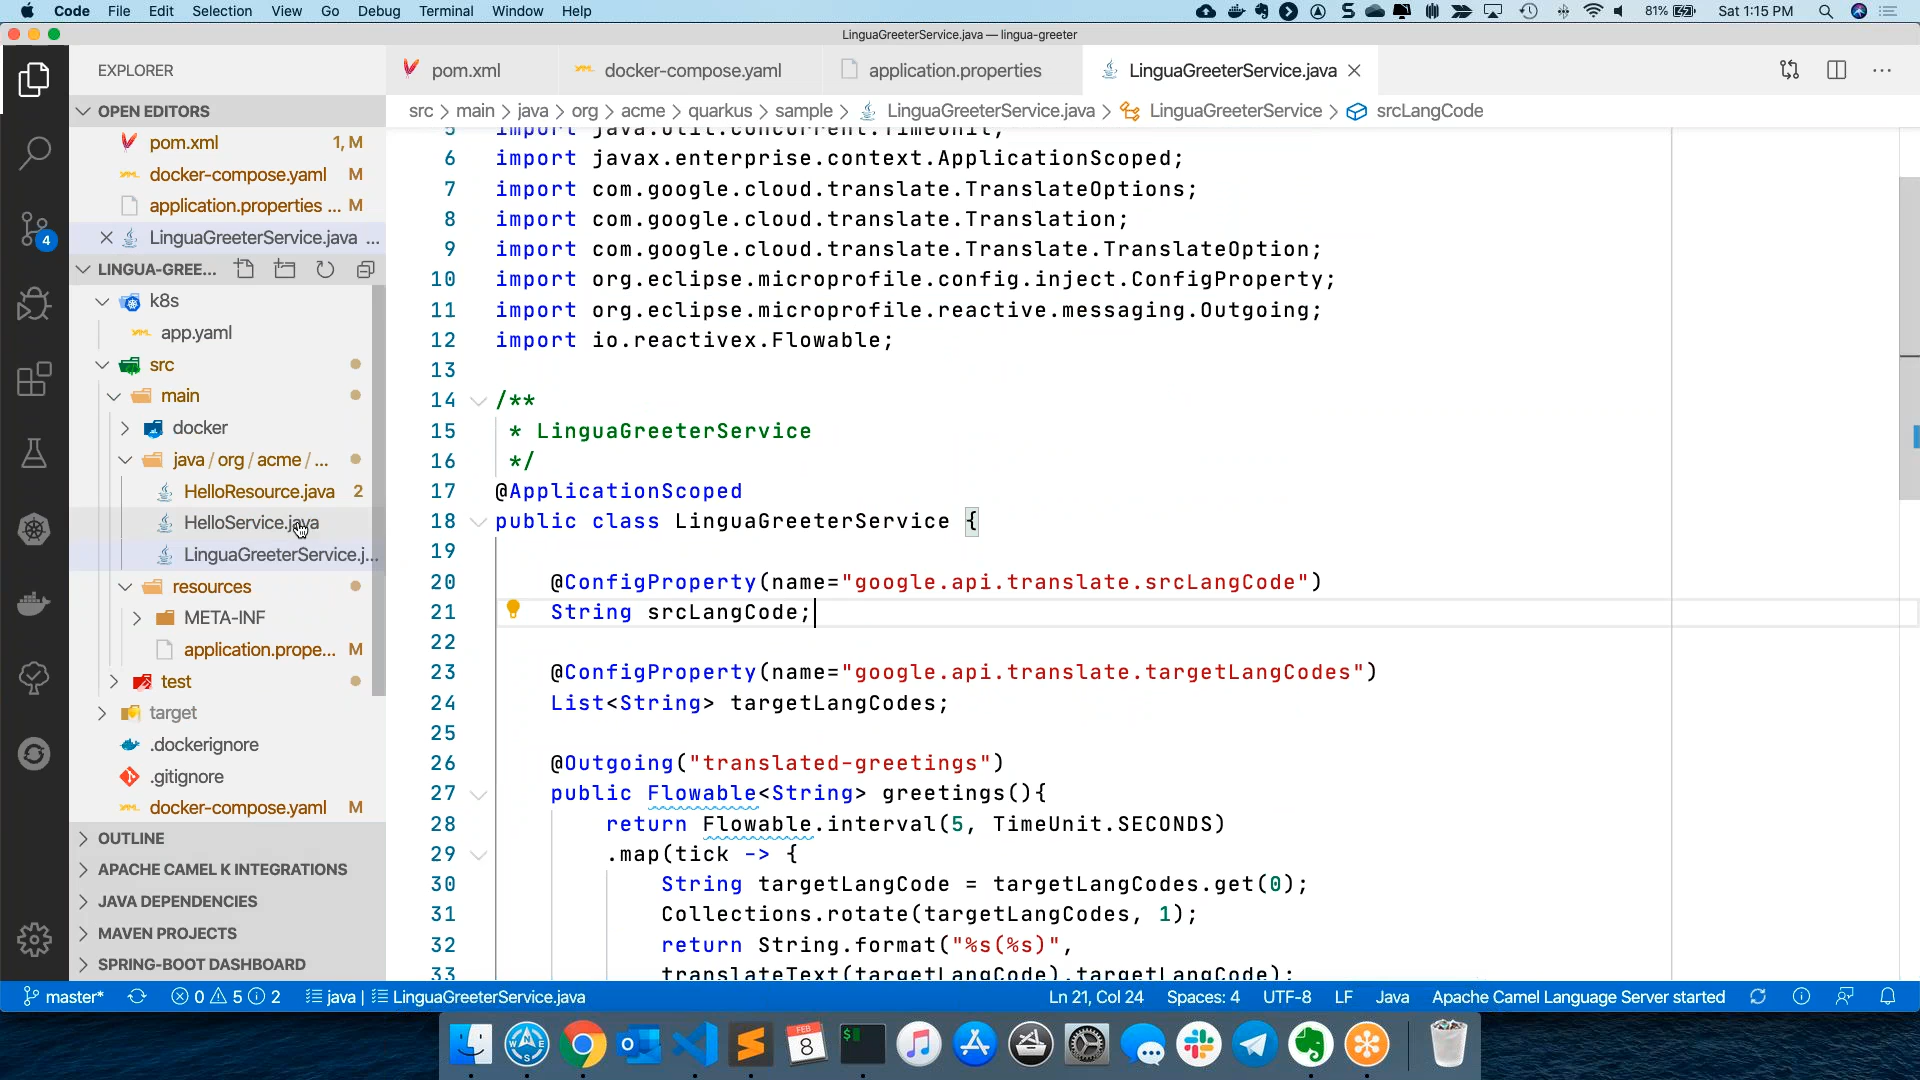 Code File Edit Selection View Go Debug Terminal Window Help 81% Sat 1:15 PM
LinguaGreeterService.java — lingua-greeter
EXPLORER
OPEN EDITORS
pom.xml 1, M
docker-compose.yaml M
application.properties ... M
LinguaGreeterService.java ...
LINGUA-GREE...
k8s
app.yaml
src
main
docker
java / org / acme / ...
HelloResource.java 2
HelloService.java
LinguaGreeterService.j...
resources
META-INF
application.prope... M
test
target
.dockerignore
.gitignore
docker-compose.yaml M
OUTLINE
APACHE CAMEL K INTEGRATIONS
JAVA DEPENDENCIES
MAVEN PROJECTS
SPRING-BOOT DASHBOARD
4
pom.xml docker-compose.yaml application.properties LinguaGreeterService.java
src > main > java > org > acme > quarkus > sample > LinguaGreeterService.java > LinguaGreeterService > srcLangCode
5 import java.util.concurrent.TimeUnit;
6 import javax.enterprise.context.ApplicationScoped;
7 import com.google.cloud.translate.TranslateOptions;
8 import com.google.cloud.translate.Translation;
9 import com.google.cloud.translate.Translate.TranslateOption;
10 import org.eclipse.microprofile.config.inject.ConfigProperty;
11 import org.eclipse.microprofile.reactive.messaging.Outgoing;
12 import io.reactivex.Flowable;
13
14 /**
15 * LinguaGreeterService
16 */
17 @ApplicationScoped
18 public class LinguaGreeterService {
19
20 @ConfigProperty(name="google.api.translate.srcLangCode")
21 String srcLangCode;
22
23 @ConfigProperty(name="google.api.translate.targetLangCodes")
24 List<String> targetLangCodes;
25
26 @Outgoing("translated-greetings")
27 public Flowable<String> greetings(){
28 return Flowable.interval(5, TimeUnit.SECONDS)
29 .map(tick -> {
30 String targetLangCode = targetLangCodes.get(0);
31 Collections.rotate(targetLangCodes, 1);
32 return String.format("%s(%s)",
33 translateText(targetLangCode),targetLangCode);
master* 0 5 2 java | LinguaGreeterService.java Ln 21, Col 24 Spaces: 4 UTF-8 LF Java Apache Camel Language Server started
FEB
8
$